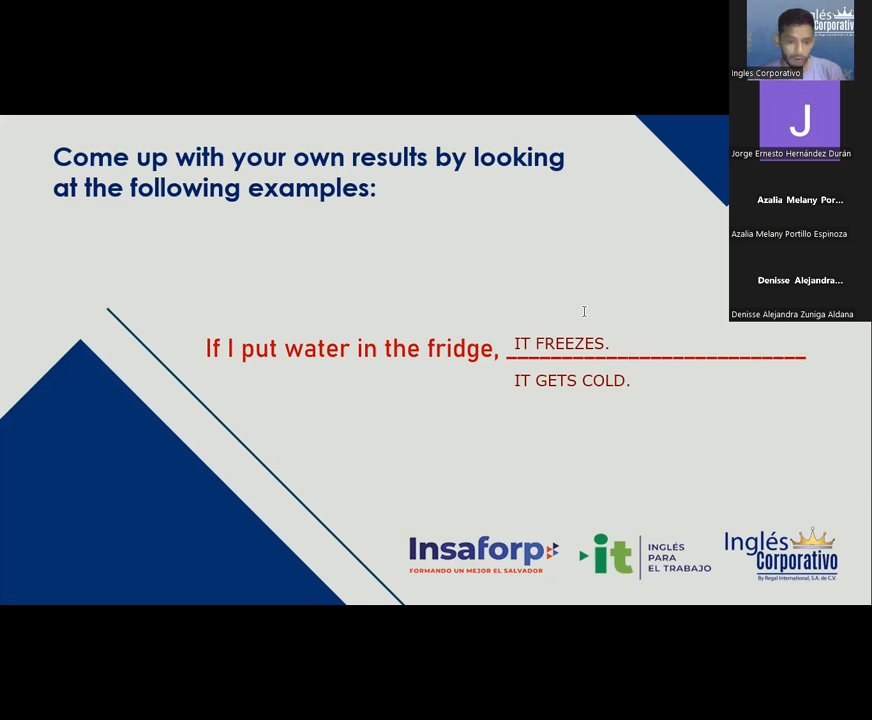 lés
Corporativ
Ingles Corporativo
J
Jorge Ernesto Hernández Durán
Azalia Melany Por...
Azalia Melany Portillo Espinoza
Denisse Alejandra...
Denisse Alejandra Zuniga Aldana
Come up with your own results by looking
at the following examples:
If I put water in the fridge, ___________________________
IT FREEZES.
IT GETS COLD.
Insaforp
FORMANDO UN MEJOR EL SALVADOR
it
INGLÉS
PARA
EL TRABAJO
Inglés
Corporativo
By Regal International, S.A. de C.V.